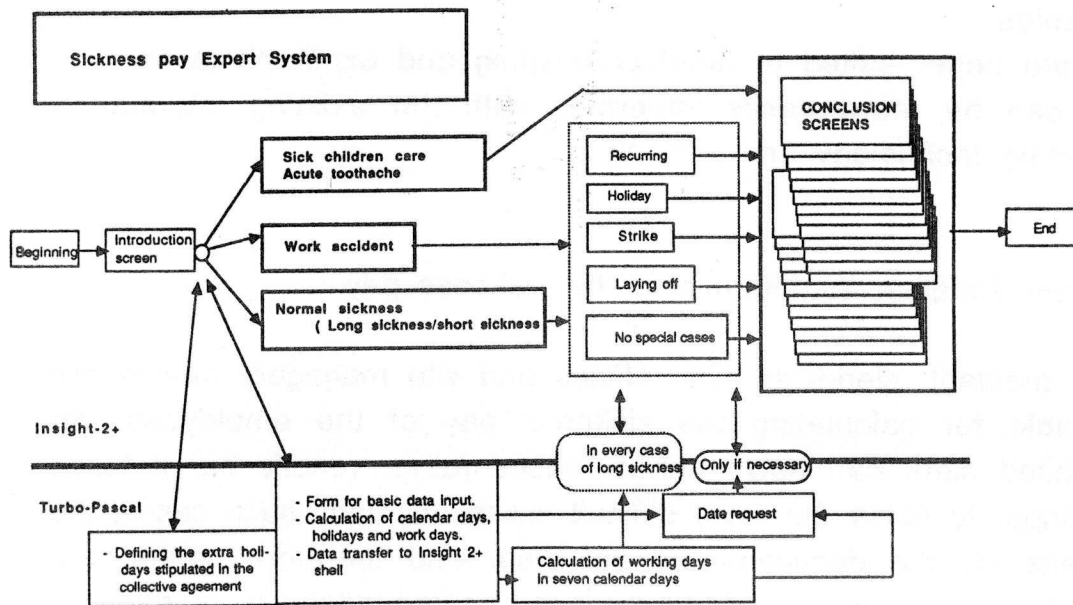 Sickness pay Expert System
CONCLUSION
SCREENS
Sick children care
Acute toothache
Recurring
Holiday
Beginning
Introduction
screen
Work accident
Strike
End
Normal sickness
( Long sickness/short sickness
Laying off
No special cases
Insight-2+
In every case
of long sickness
Only if necessary
Turbo-Pascal
- Form for basic data input.
- Calculation of calendar days,
holidays and work days.
- Data transfer to Insight 2+
shell
Date request
- Defining the extra holi-
days stipulated in the
collective ageement
Calculation of working days
in seven calendar days